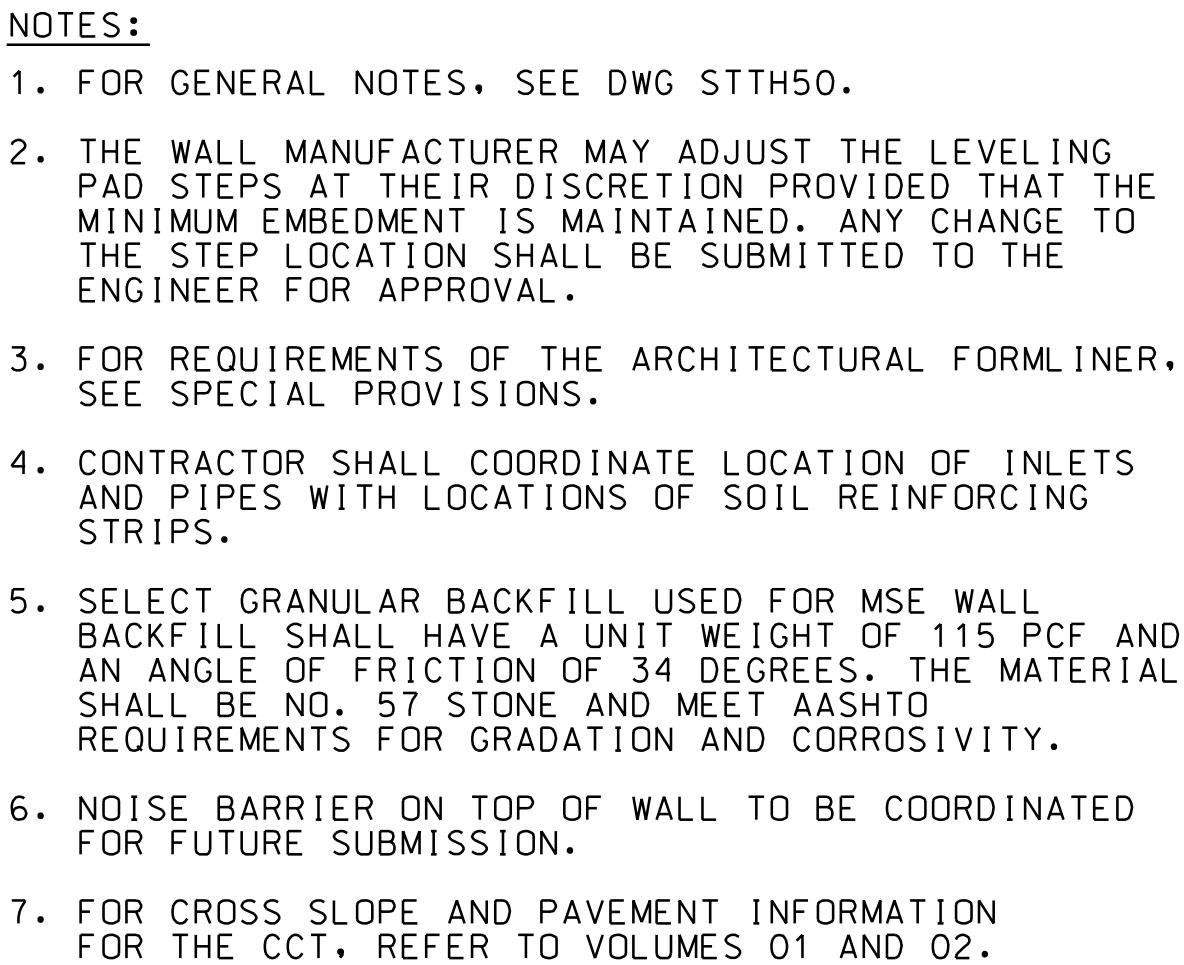 NOTES:
1. FOR GENERAL NOTES, SEE DWG STTH50.
2. THE WALL MANUFACTURER MAY ADJUST THE LEVELING
PAD STEPS AT THEIR DISCRETION PROVIDED THAT THE
MINIMUM EMBEDMENT IS MAINTAINED. ANY CHANGE TO
THE STEP LOCATION SHALL BE SUBMITTED TO THE
ENGINEER FOR APPROVAL.
3. FOR REQUIREMENTS OF THE ARCHITECTURAL FORMLINER,
SEE SPECIAL PROVISIONS.
4. CONTRACTOR SHALL COORDINATE LOCATION OF INLETS
AND PIPES WITH LOCATIONS OF SOIL REINFORCING
STRIPS.
5. SELECT GRANULAR BACKFILL USED FOR MSE WALL
BACKFILL SHALL HAVE A UNIT WEIGHT OF 115 PCF AND
AN ANGLE OF FRICTION OF 34 DEGREES. THE MATERIAL
SHALL BE NO. 57 STONE AND MEET AASHTO
REQUIREMENTS FOR GRADATION AND CORROSIVITY.
6. NOISE BARRIER ON TOP OF WALL TO BE COORDINATED
FOR FUTURE SUBMISSION.
7. FOR CROSS SLOPE AND PAVEMENT INFORMATION
FOR THE CCT, REFER TO VOLUMES 01 AND 02.